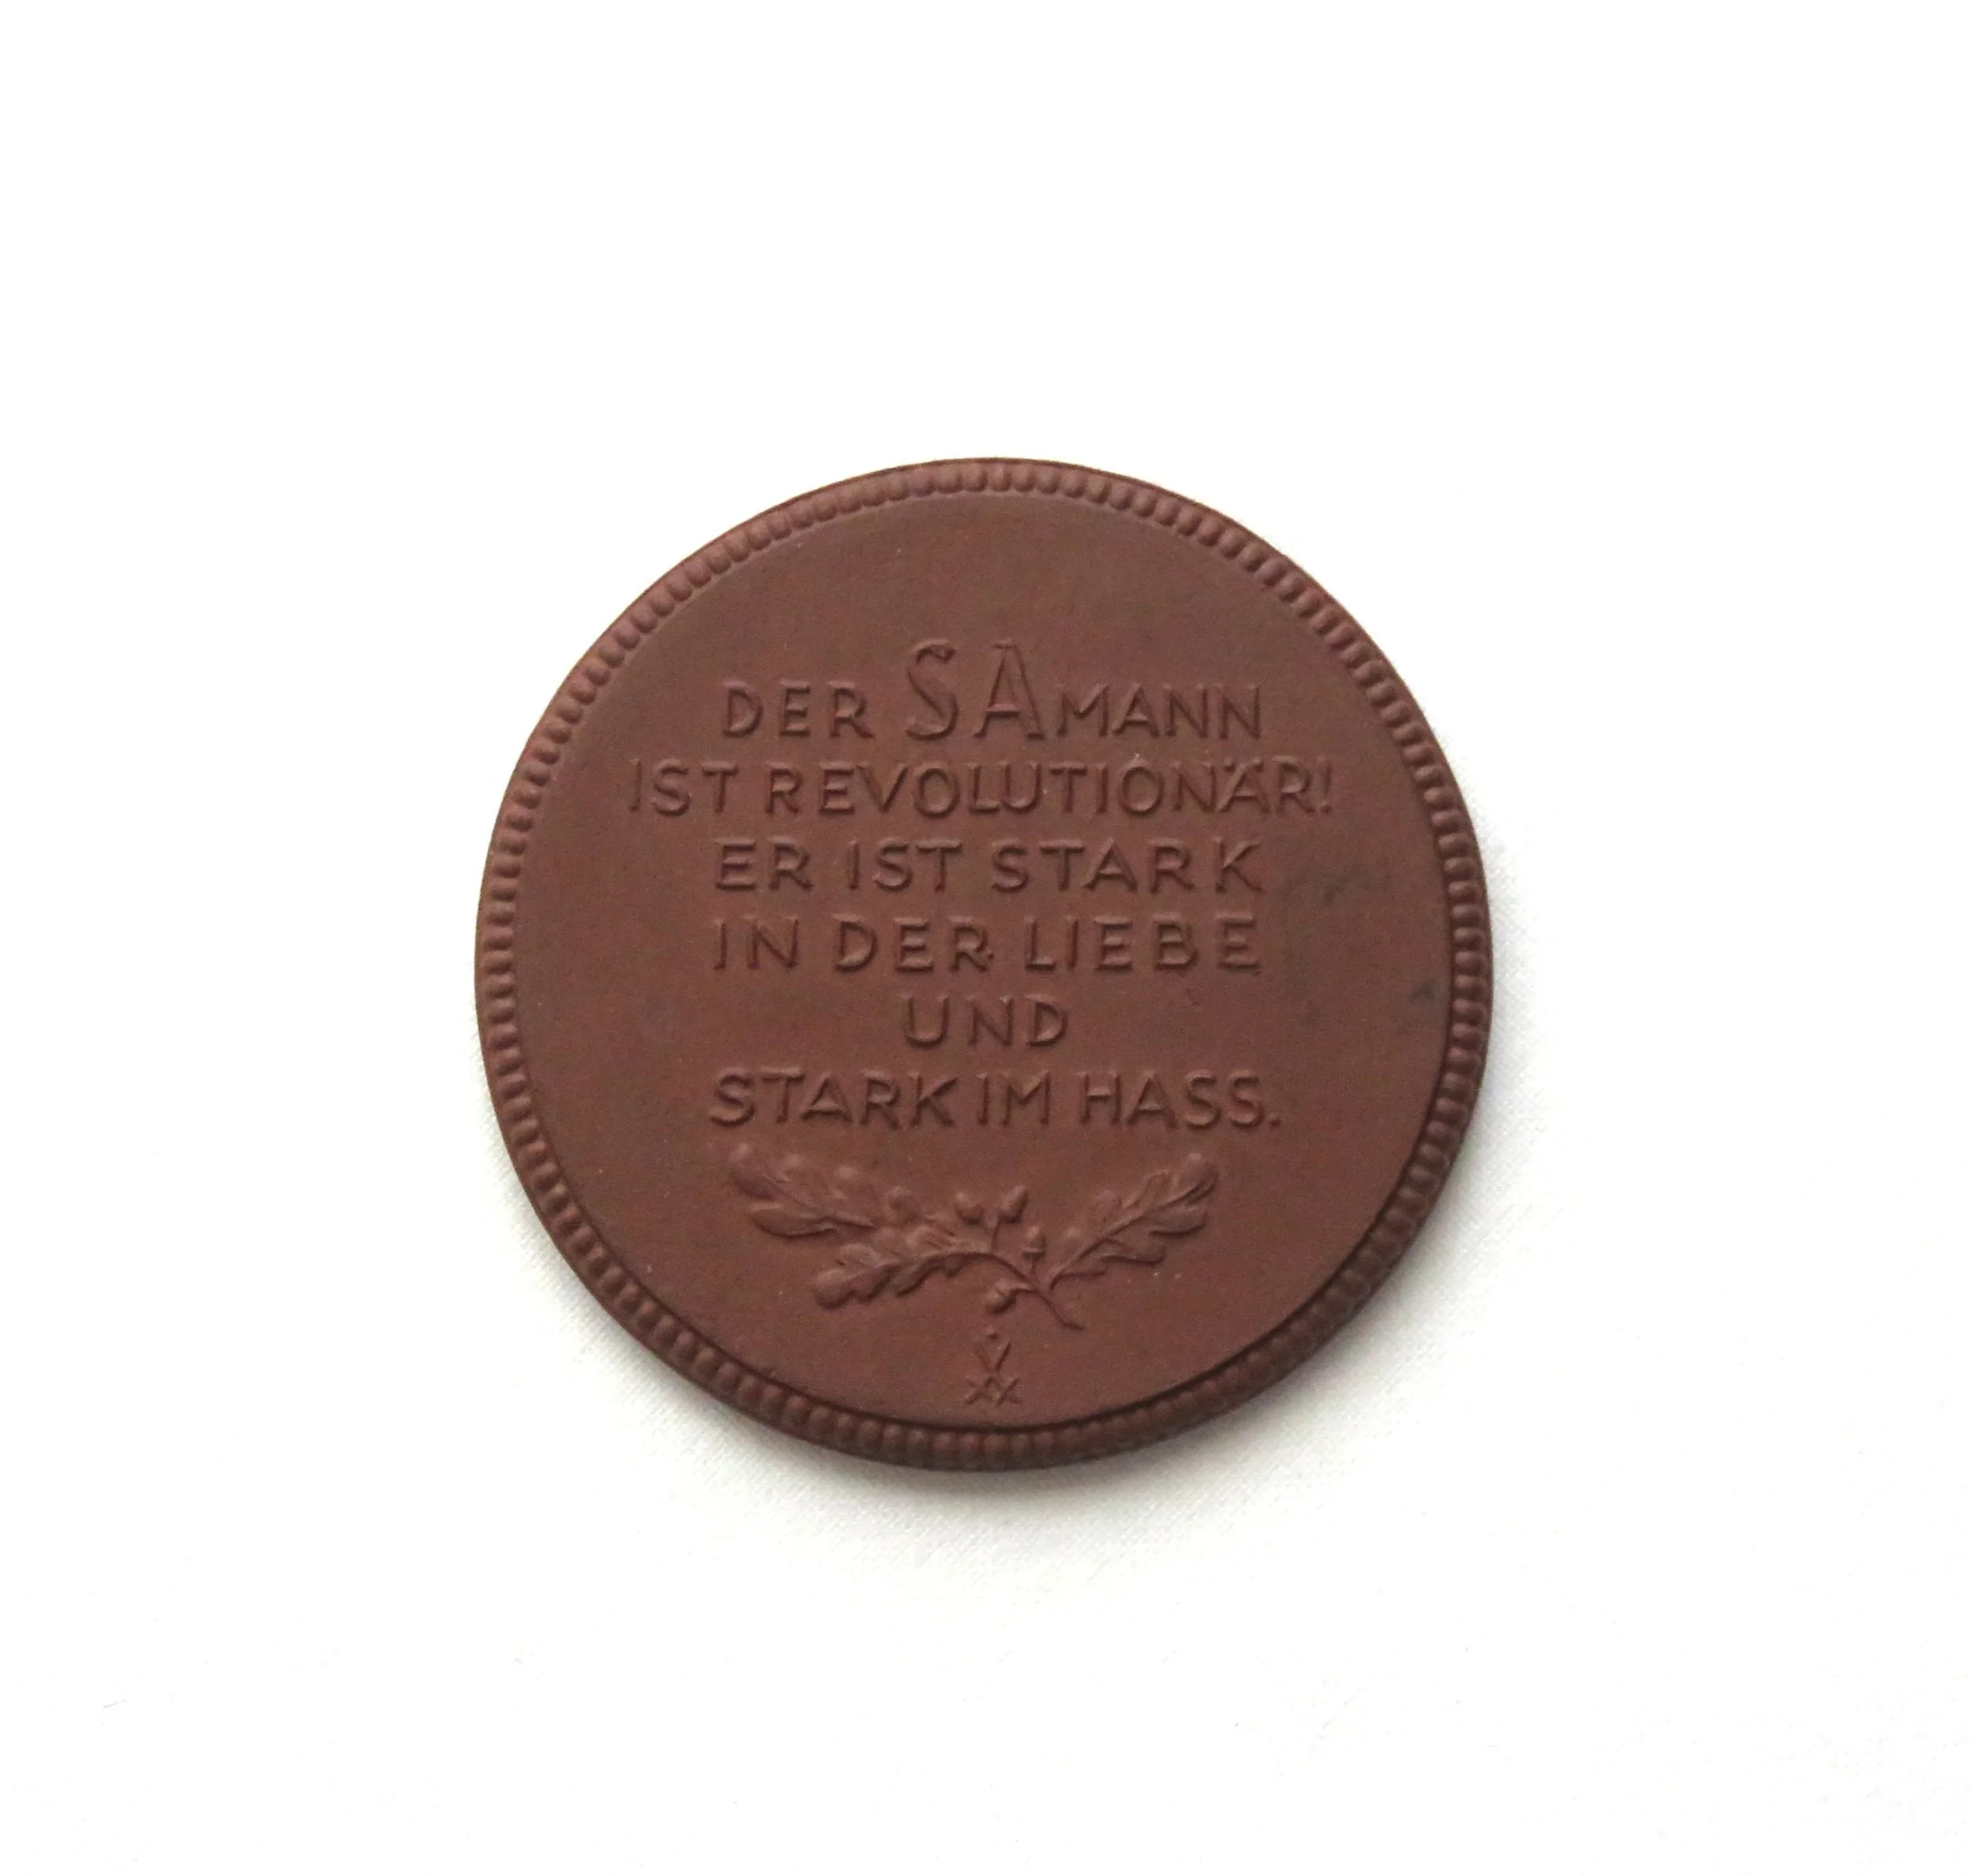 DER SAMANN
IST REVOLUTIONÄR!
ER IST STARK
IN DER LIEBE
UND
STARK IM HASS.